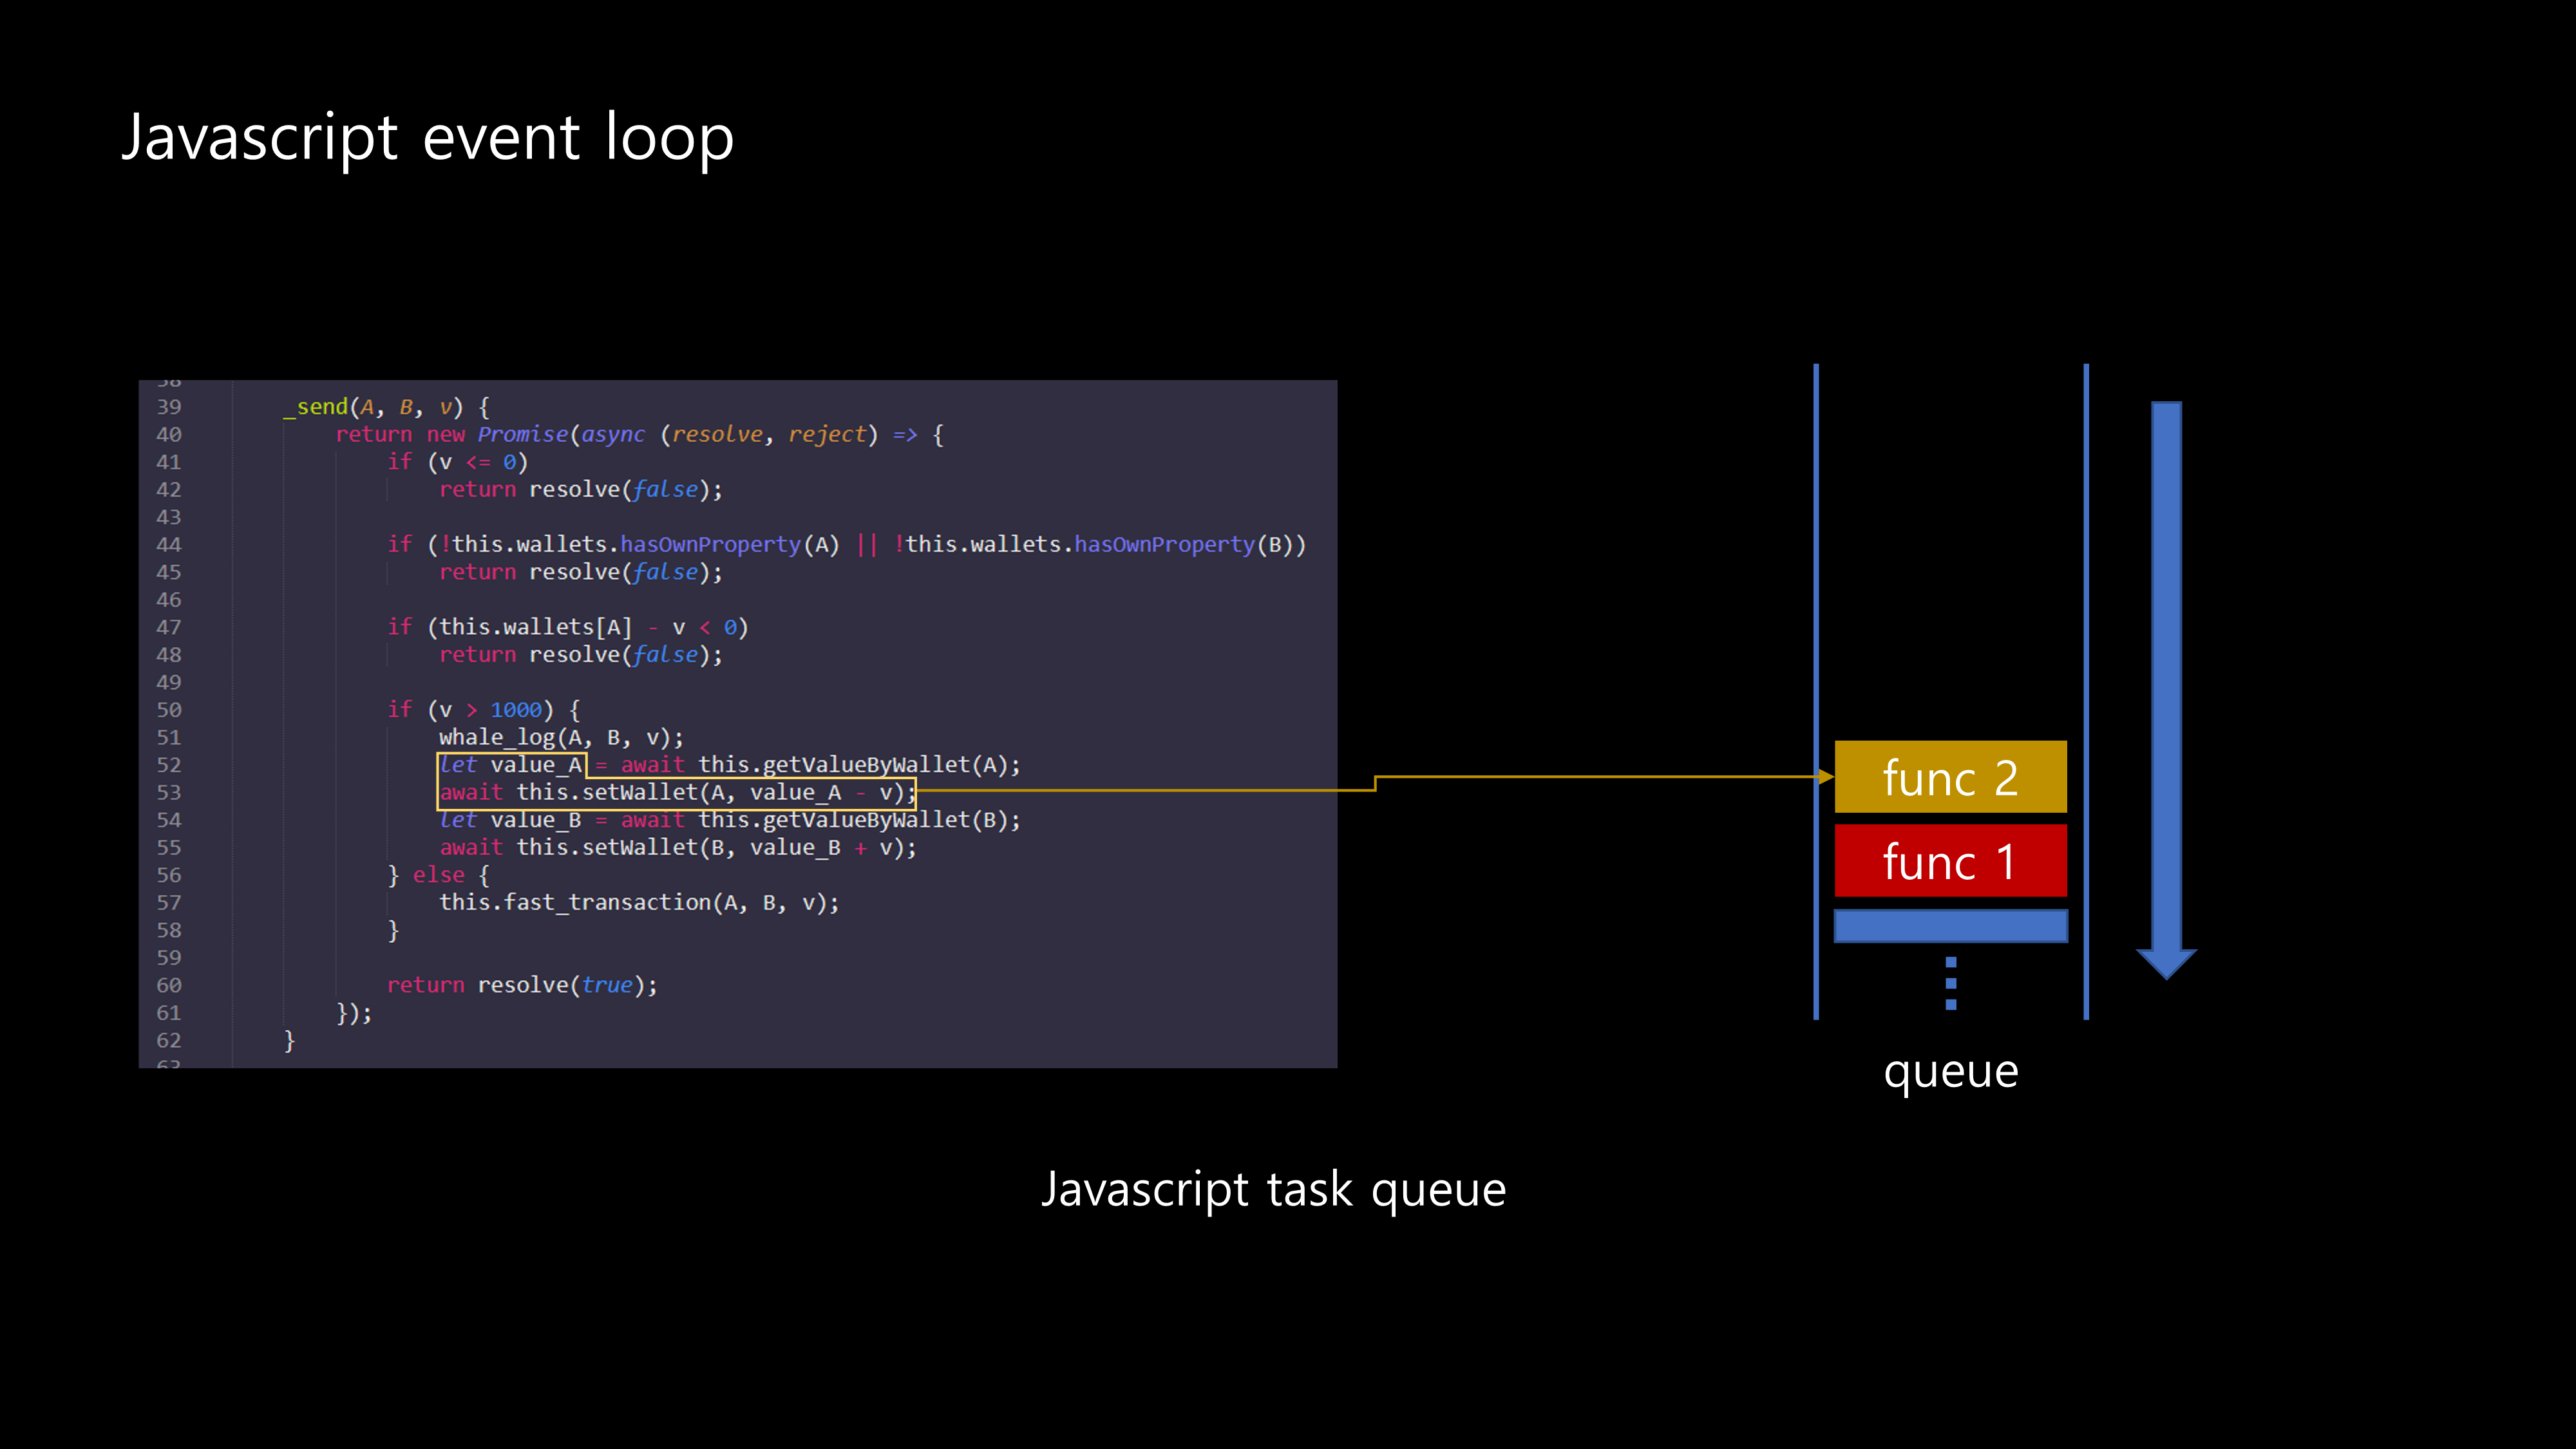 Javascript event loop
39 _send(A, B, v) {
40 return new Promise(async (resolve, reject) => {
41 if (v <= 0)
42 return resolve(false);
43
44 if (!this.wallets.hasOwnProperty(A) || !this.wallets.hasOwnProperty(B))
45 return resolve(false);
46
47 if (this.wallets[A] - v < 0)
48 return resolve(false);
49
50 if (v > 1000) {
51 whale_log(A, B, v);
52 let value_A = await this.getValueByWallet(A);
53 await this.setWallet(A, value_A - v);
54 let value_B = await this.getValueByWallet(B);
55 await this.setWallet(B, value_B + v);
56 } else {
57 this.fast_transaction(A, B, v);
58 }
59
60 return resolve(true);
61 });
62 }
func 2
func 1
queue
Javascript task queue